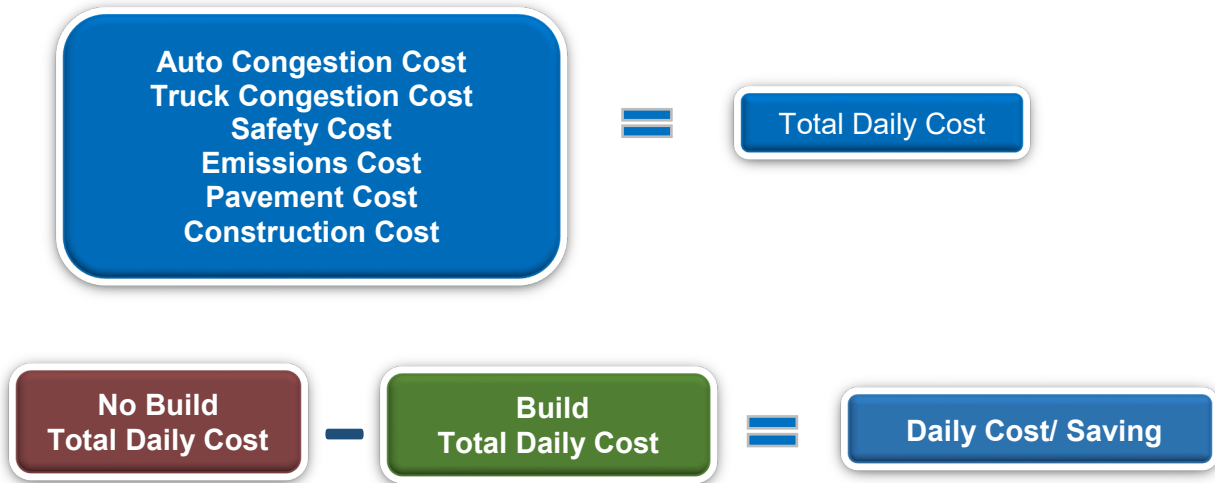 Auto Congestion Cost
Truck Congestion Cost
Safety Cost
Emissions Cost
Pavement Cost
Construction Cost
=
Total Daily Cost
No Build
Total Daily Cost
-
Build
Total Daily Cost
=
Daily Cost/ Saving